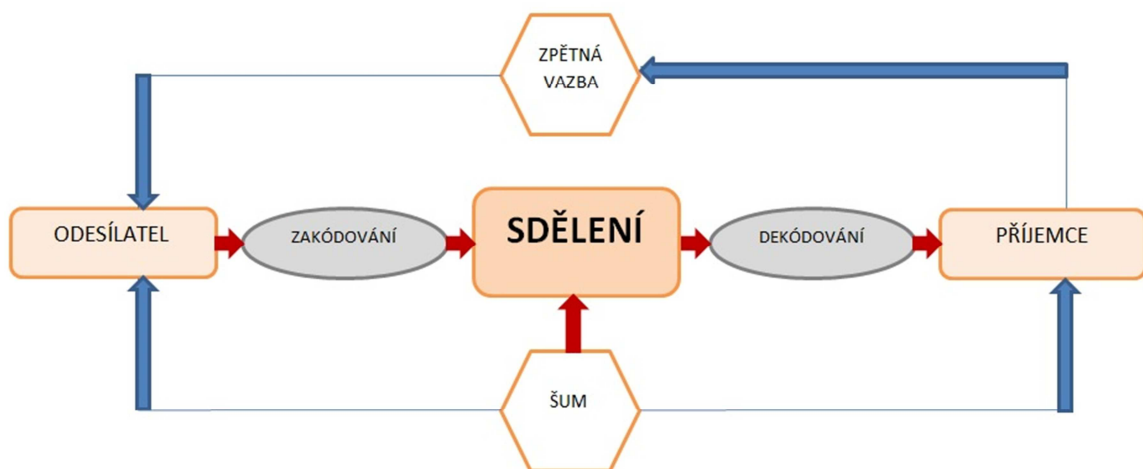 ZPĚTNÁ
VAZBA
ODESÍLATEL
ZAKÓDOVÁNÍ
SDĚLENÍ
DEKÓDOVÁNÍ
PŘÍJEMCE
ŠUM